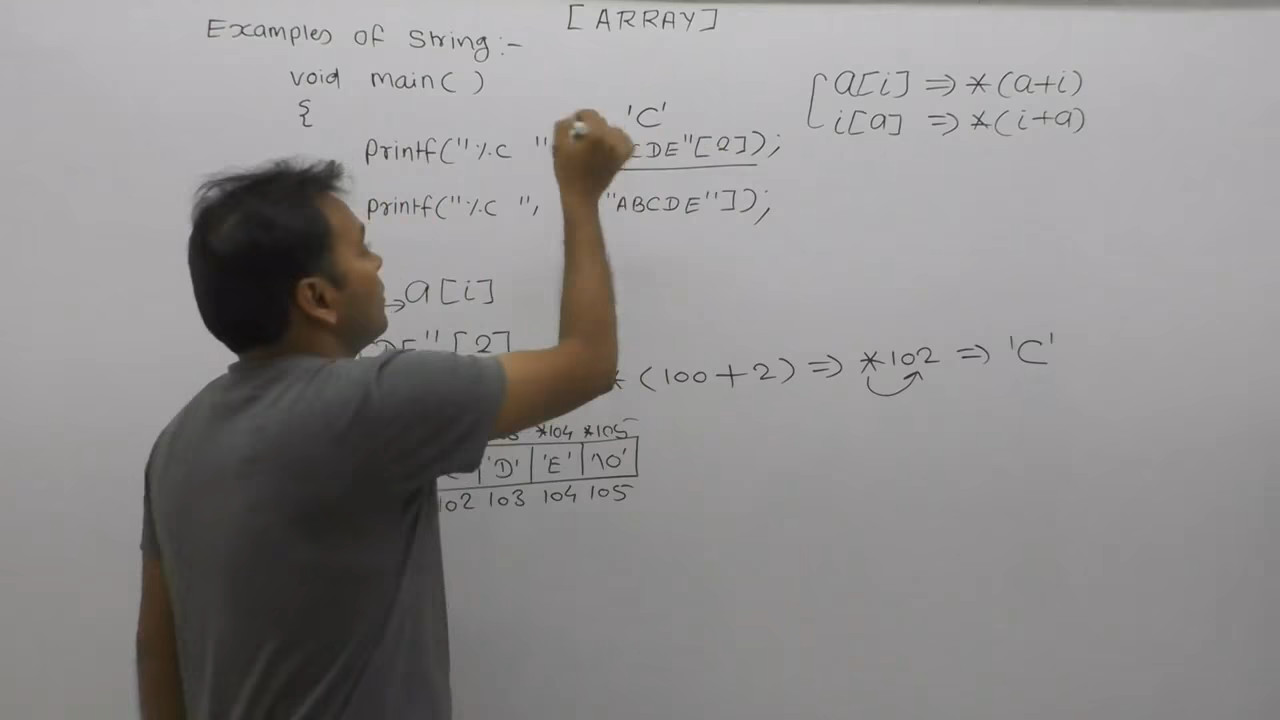 [ARRAY]
Examples of String:-
void main( )
{
'C'
printf("%c " CDE"[2]);
printf("%c ", "ABCDE"]);
a[i] => *(a+i)
i[a] => *(i+a)
→a[i]
DE"[2]
*(100+2) => *102 => 'C'
*104 *105
'D' 'E' '\0'
102 103 104 105